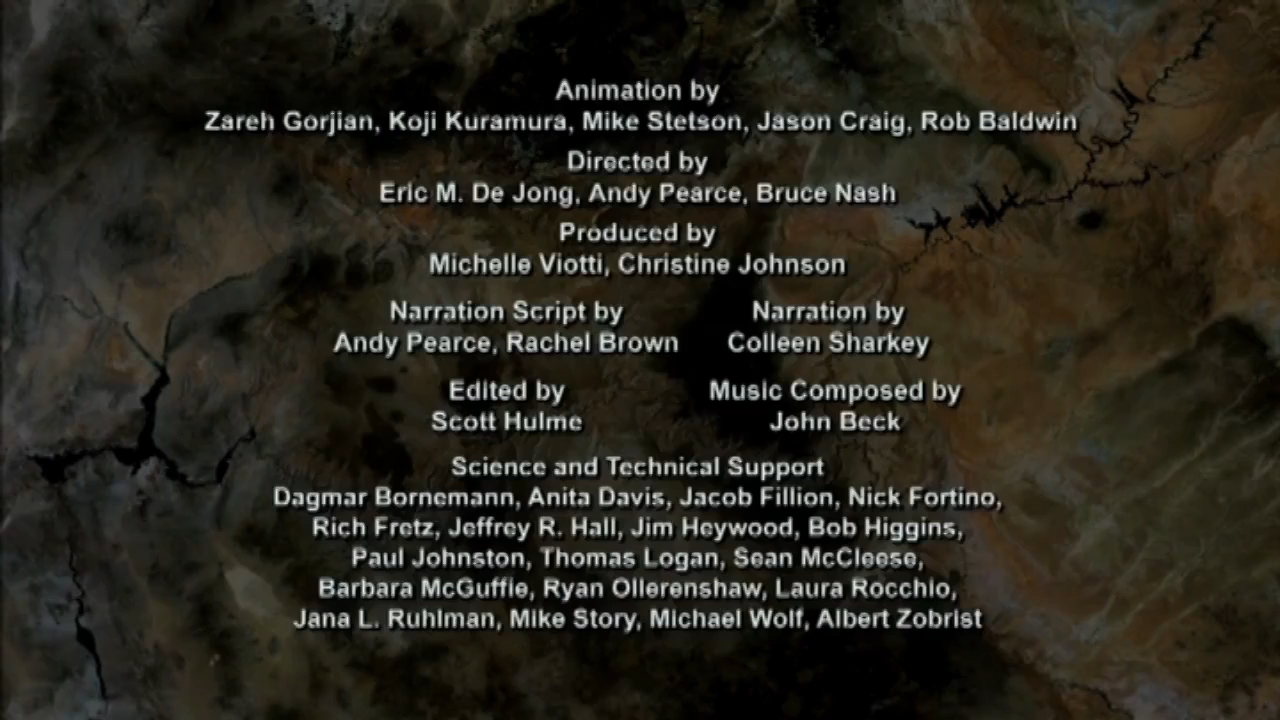 Animation by
Zareh Gorjian, Koji Kuramura, Mike Stetson, Jason Craig, Rob Baldwin
Directed by
Eric M. De Jong, Andy Pearce, Bruce Nash
Produced by
Michelle Viotti, Christine Johnson
Narration Script by
Andy Pearce, Rachel Brown
Narration by
Colleen Sharkey
Edited by
Scott Hulme
Music Composed by
John Beck
Science and Technical Support
Dagmar Bornemann, Anita Davis, Jacob Fillion, Nick Fortino,
Rich Fretz, Jeffrey R. Hall, Jim Heywood, Bob Higgins,
Paul Johnston, Thomas Logan, Sean McCleese,
Barbara McGuffie, Ryan Ollerenshaw, Laura Rocchio,
Jana L. Ruhlman, Mike Story, Michael Wolf, Albert Zobrist